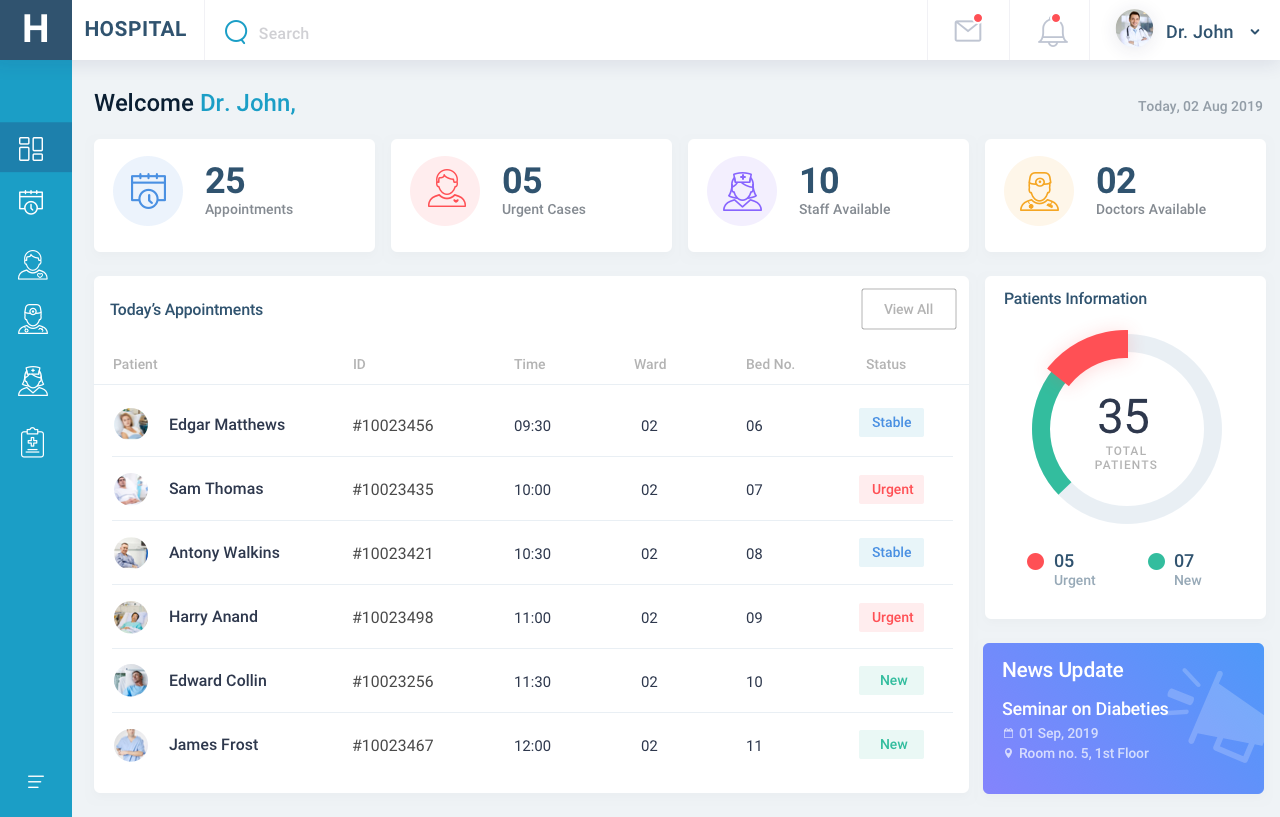 H HOSPITAL Search Dr. John
Welcome Dr. John,
Today, 02 Aug 2019
25
Appointments
05
Urgent Cases
10
Staff Available
02
Doctors Available
Today’s Appointments View All
Patient ID Time Ward Bed No. Status
Edgar Matthews #10023456 09:30 02 06 Stable
Sam Thomas #10023435 10:00 02 07 Urgent
Antony Walkins #10023421 10:30 02 08 Stable
Harry Anand #10023498 11:00 02 09 Urgent
Edward Collin #10023256 11:30 02 10 New
James Frost #10023467 12:00 02 11 New
Patients Information
35
TOTAL
PATIENTS
05
Urgent
07
New
News Update
Seminar on Diabeties
01 Sep, 2019
Room no. 5, 1st Floor